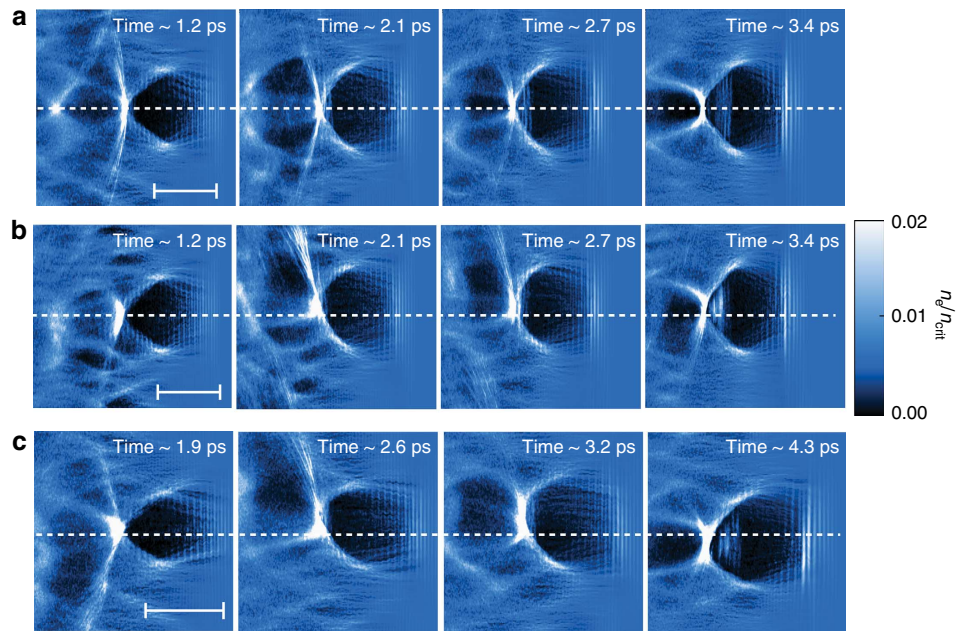 a
Time ~ 1.2 ps
Time ~ 2.1 ps
Time ~ 2.7 ps
Time ~ 3.4 ps
b
Time ~ 1.2 ps
Time ~ 2.1 ps
Time ~ 2.7 ps
Time ~ 3.4 ps
0.02
0.01
0.00
nₑ/n_crit
c
Time ~ 1.9 ps
Time ~ 2.6 ps
Time ~ 3.2 ps
Time ~ 4.3 ps